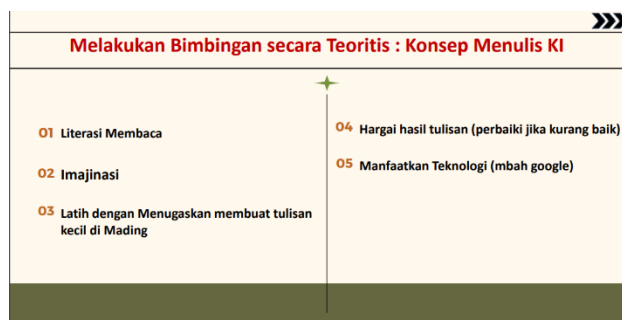 Melakukan Bimbingan secara Teoritis : Konsep Menulis KI
01 Literasi Membaca
02 Imajinasi
03 Latih dengan Menugaskan membuat tulisan
kecil di Mading
04 Hargai hasil tulisan (perbaiki jika kurang baik)
05 Manfaatkan Teknologi (mbah google)